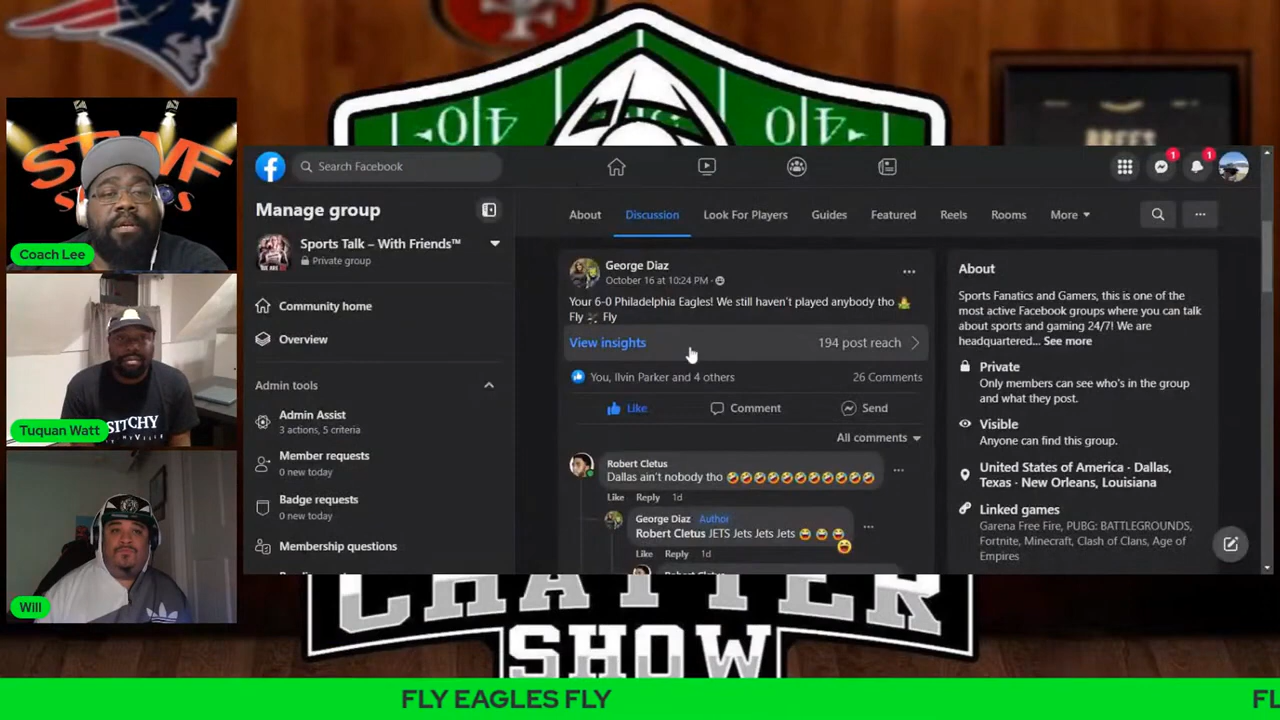 40
40
BREES
Coach Lee
Tuquan Watt
Will
Search Facebook
1
1
Manage group
Sports Talk – With Friends™
Private group
Community home
Overview
Admin tools
Admin Assist
3 actions, 5 criteria
Member requests
0 new today
Badge requests
0 new today
Membership questions
About
Discussion
Look For Players
Guides
Featured
Reels
Rooms
More
George Diaz
October 16 at 10:24 PM ·
Your 6-0 Philadelphia Eagles! We still haven't played anybody tho 
Fly Fly
View insights
194 post reach
You, Ilvin Parker and 4 others
26 Comments
Like
Comment
Send
All comments
Robert Cletus
Dallas ain't nobody tho 🤣🤣🤣🤣🤣🤣🤣🤣🤣🤣🤣
Like Reply 1d
George Diaz Author
Robert Cletus JETS Jets Jets Jets 😂 😂 😂
Like Reply 1d
About
Sports Fanatics and Gamers, this is one of the
most active Facebook groups where you can talk
about sports and gaming 24/7! We are
headquartered... See more
Private
Only members can see who's in the group
and what they post.
Visible
Anyone can find this group.
United States of America · Dallas,
Texas · New Orleans, Louisiana
Linked games
Garena Free Fire, PUBG: BATTLEGROUNDS,
Fortnite, Minecraft, Clash of Clans, Age of
Empires
CHATTER
SHOW
FLY EAGLES FLY